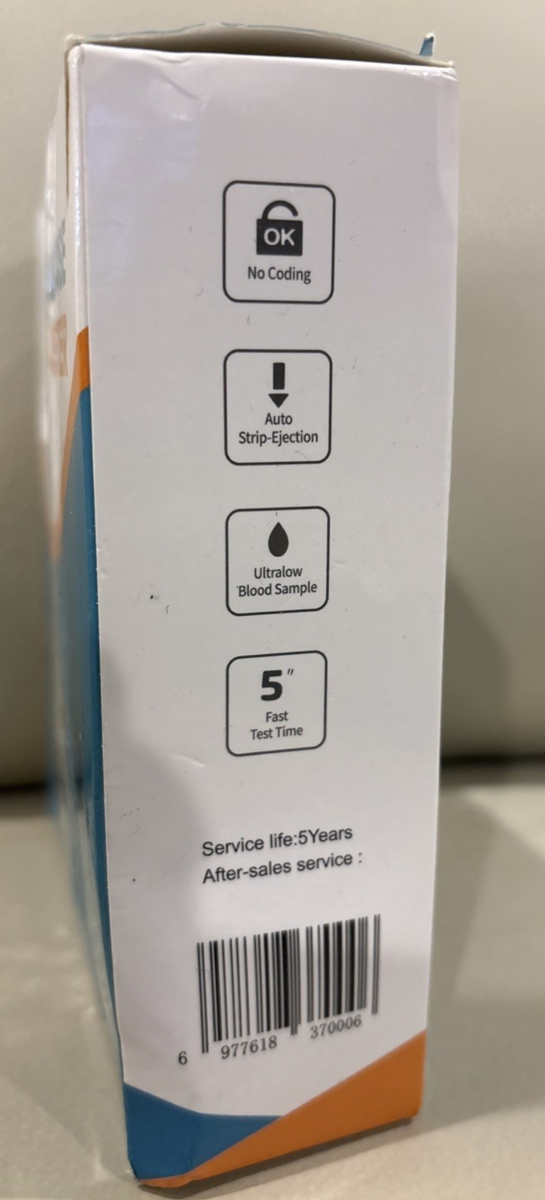 OK
No Coding
Auto
Strip-Ejection
Ultralow
Blood Sample
5"
Fast
Test Time
Service life:5Years
After-sales service :
6 977618 370006